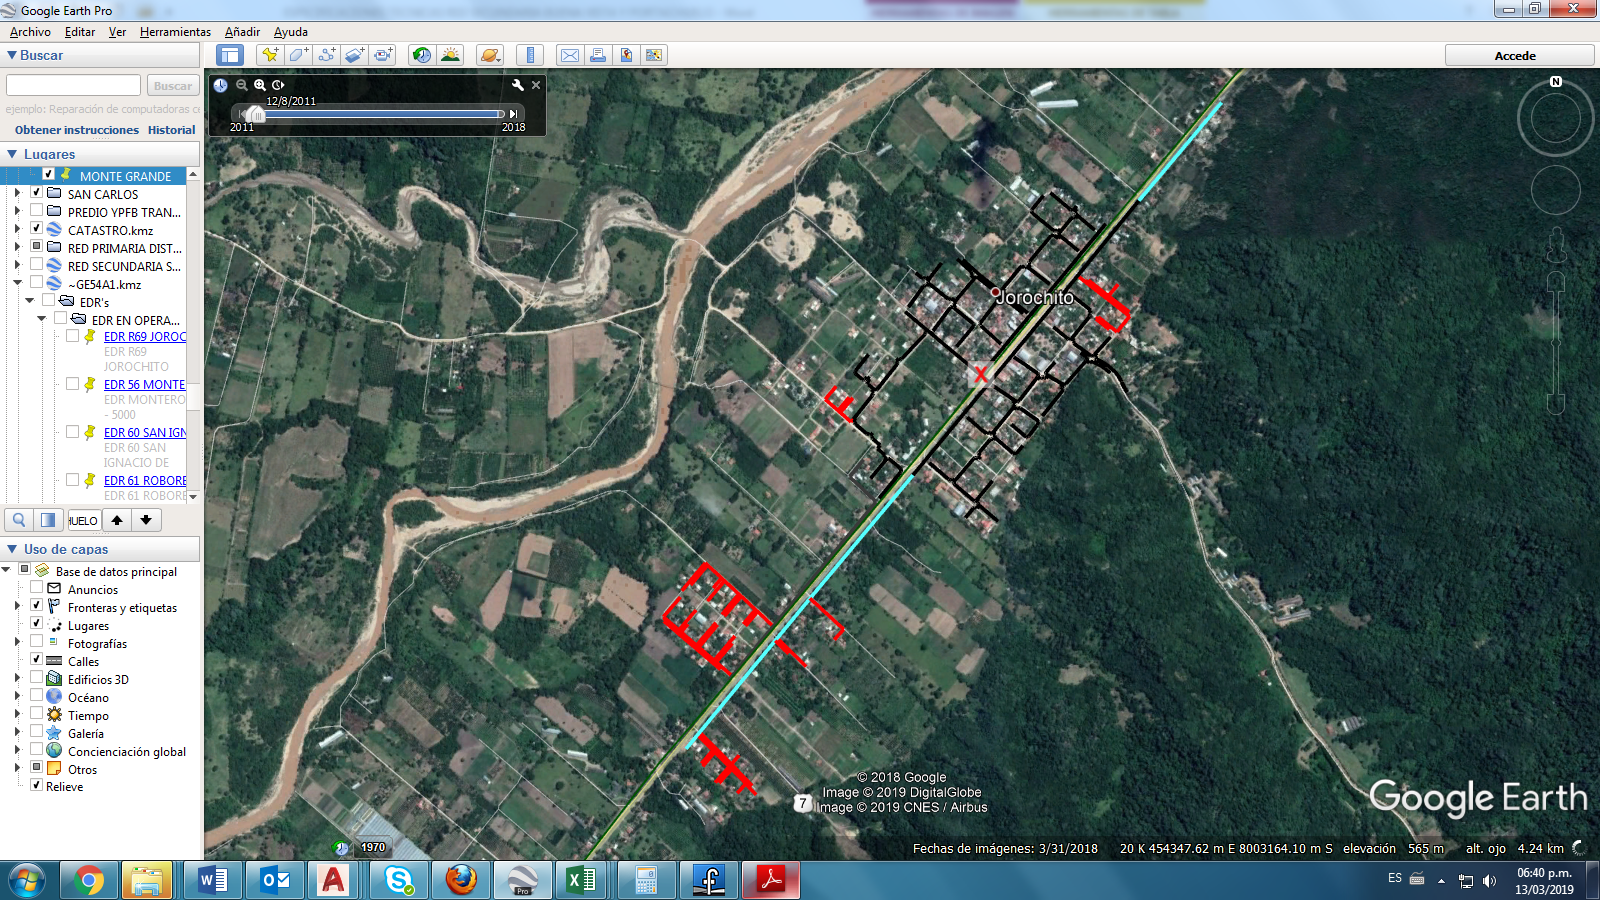 Google Earth Pro
Archivo Editar Ver Herramientas Añadir Ayuda
Buscar
Accede
Buscar
ejemplo: Reparación de computadoras ce
Obtener instrucciones Historial
Lugares
MONTE GRANDE
SAN CARLOS
PREDIO YPFB TRAN...
CATASTRO.kmz
RED PRIMARIA DIST...
RED SECUNDARIA S...
~GE54A1.kmz
EDR's
EDR EN OPERA...
EDR R69 JOROC
EDR R69
JOROCHITO
EDR 56 MONTE
EDR MONTERO
- 5000
EDR 60 SAN IGN
EDR 60 SAN
IGNACIO DE
EDR 61 ROBORE
EDR 61 ROBORE
HUELO
Uso de capas
Base de datos principal
Anuncios
Fronteras y etiquetas
Lugares
Fotografías
Calles
Edificios 3D
Océano
Tiempo
Galería
Concienciación global
Otros
Relieve
12/8/2011
2011
2018
N
Jorochito
X
7
© 2018 Google
Image © 2019 DigitalGlobe
Image © 2019 CNES / Airbus
Google Earth
1970
Fechas de imágenes: 3/31/2018 20 K 454347.62 m E 8003164.10 m S elevación 565 m alt. ojo 4.24 km
Pro
ES
06:40 p.m.
13/03/2019